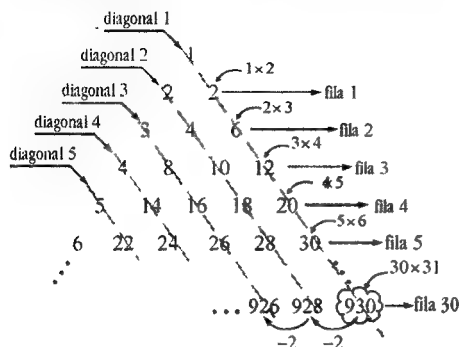 diagonal 1
1
diagonal 2
1×2
2 2 fila 1
diagonal 3
2×3
3 4 6 fila 2
diagonal 4
3×4
4 8 10 12 fila 3
diagonal 5
4×5
5 14 16 18 20 fila 4
5×6
6 22 24 26 28 30 fila 5
30×31
... 926 928 930 fila 30
−2 −2